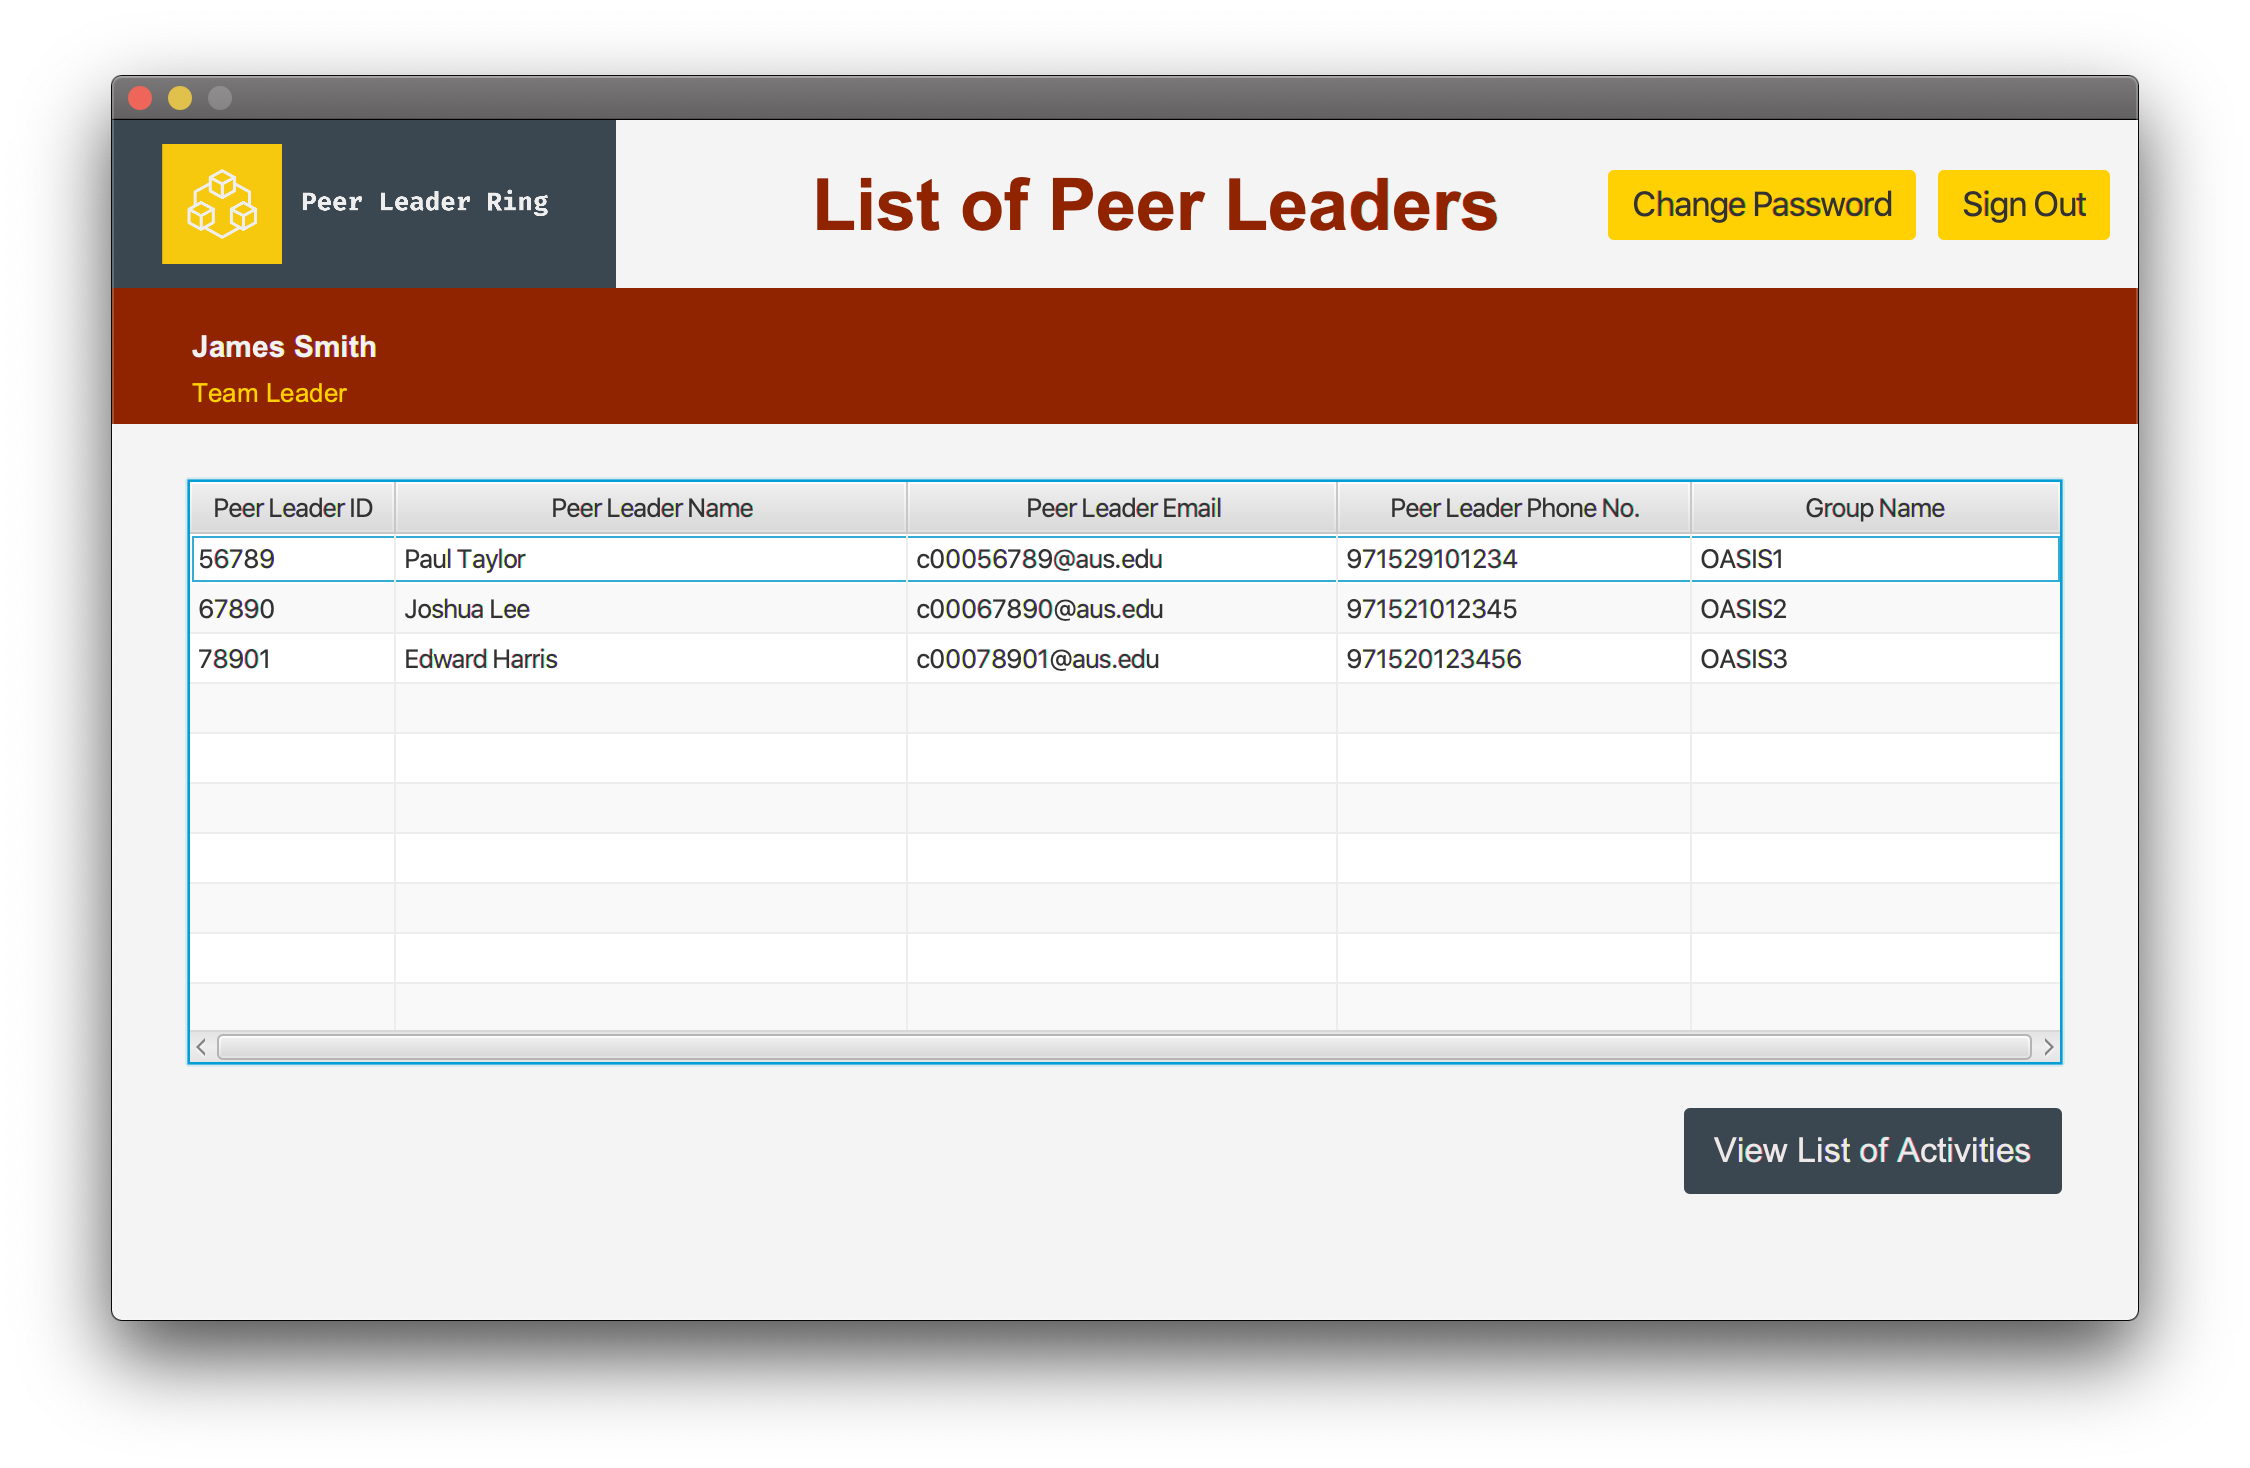 Peer Leader Ring
List of Peer Leaders
Change Password
Sign Out
James Smith
Team Leader
Peer Leader ID Peer Leader Name Peer Leader Email Peer Leader Phone No. Group Name
56789 Paul Taylor c00056789@aus.edu 971529101234 OASIS1
67890 Joshua Lee c00067890@aus.edu 971521012345 OASIS2
78901 Edward Harris c00078901@aus.edu 971520123456 OASIS3
View List of Activities